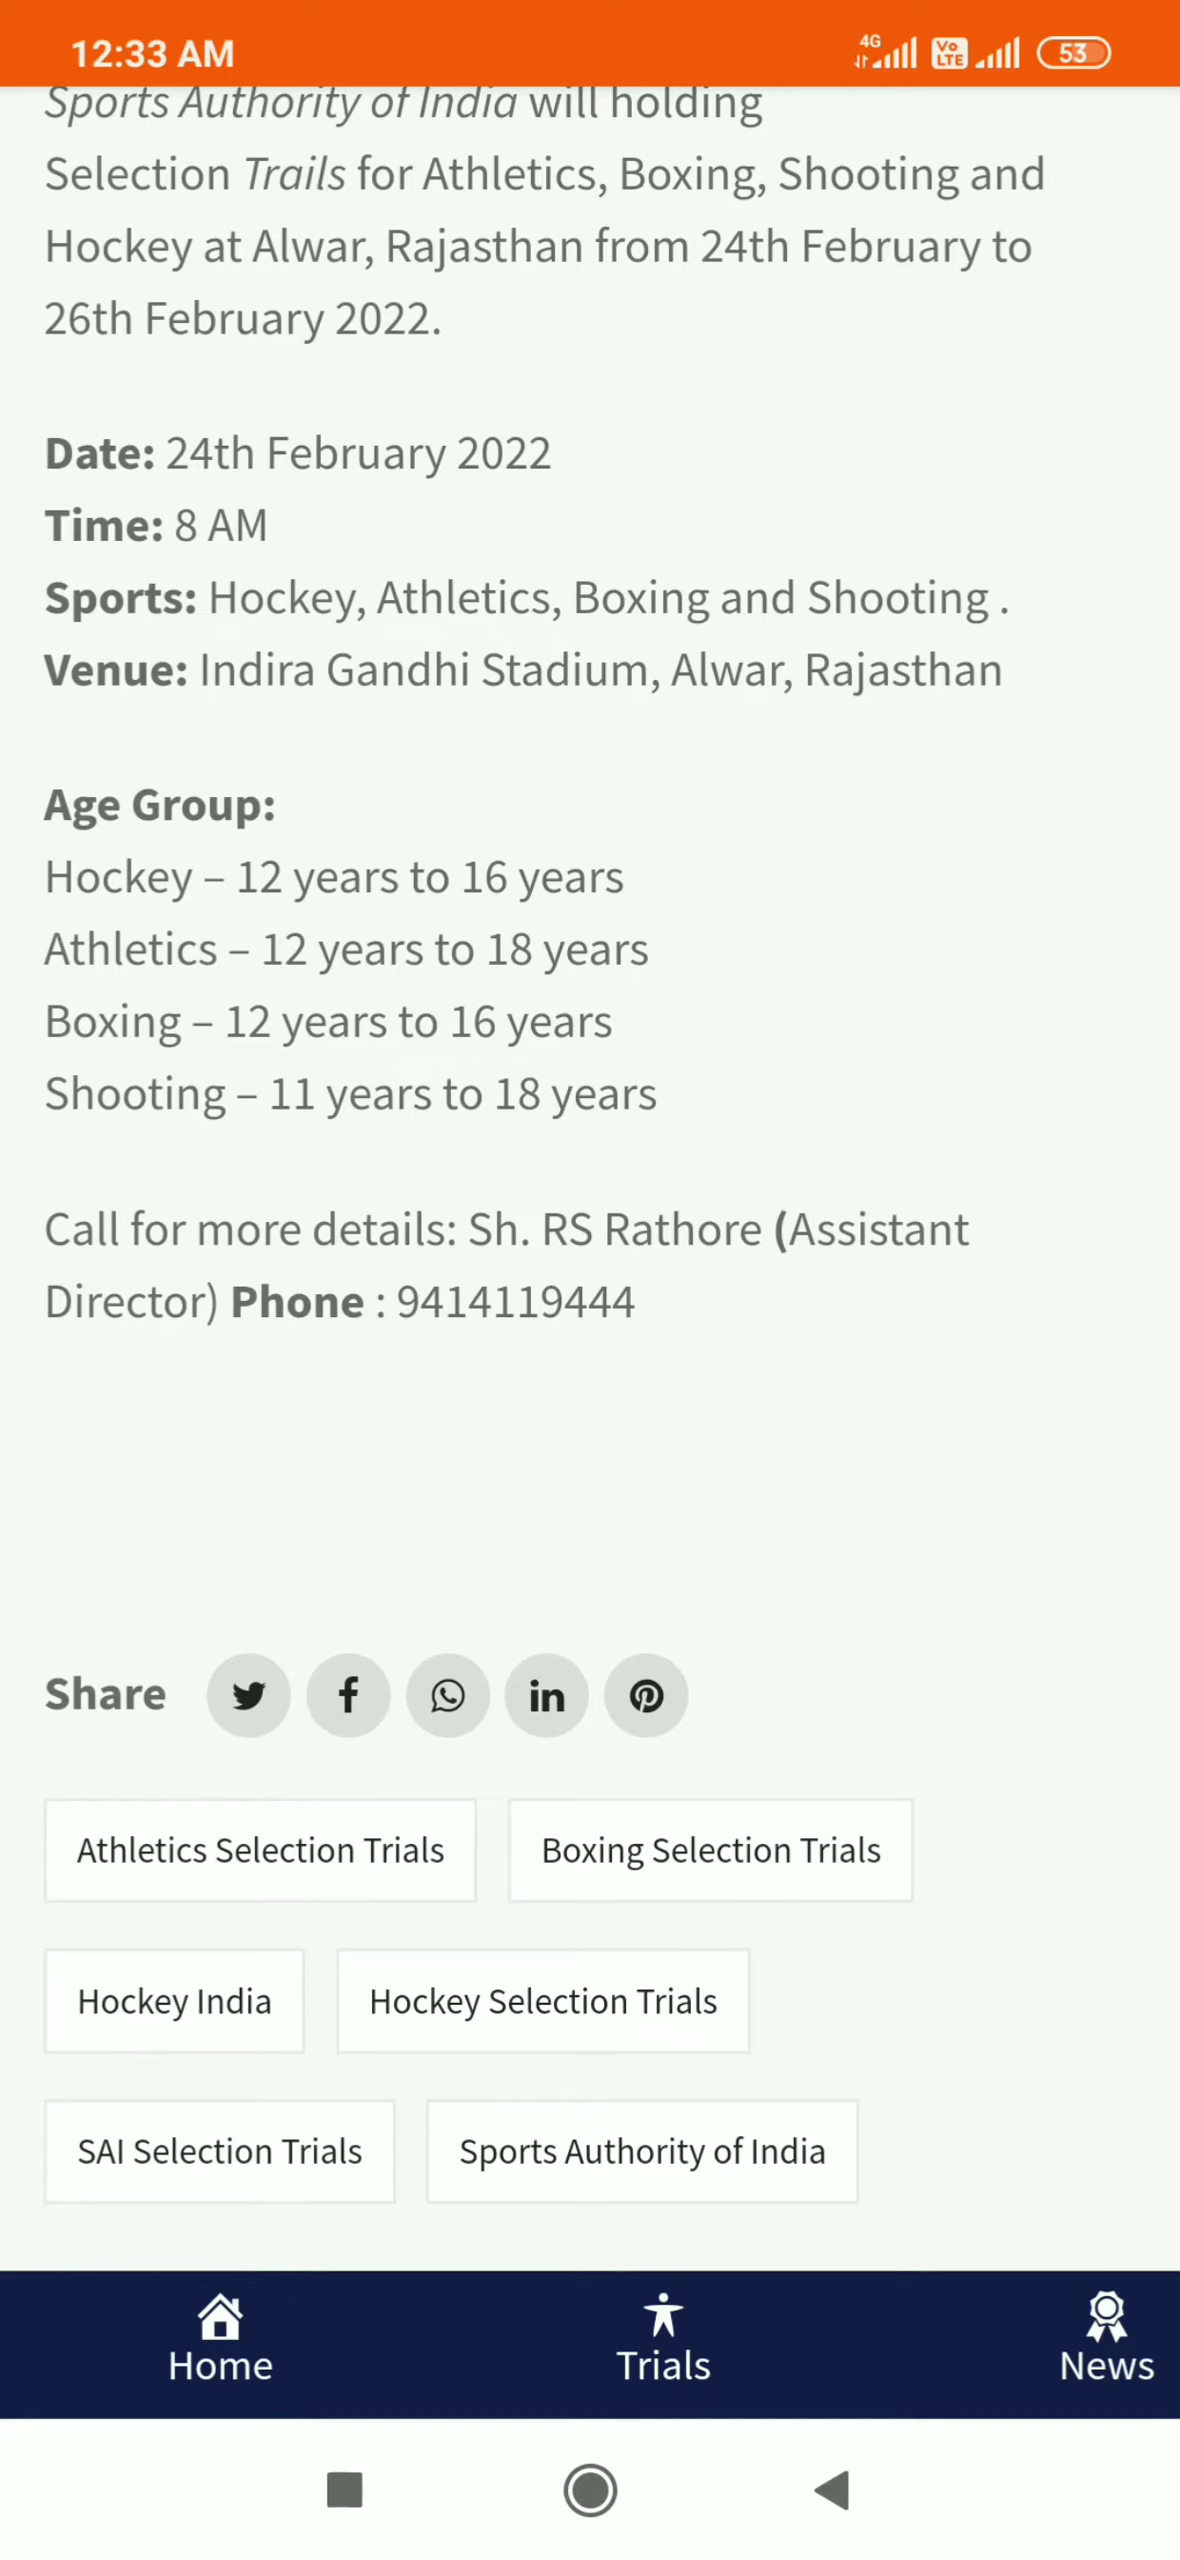 12:33 AM
4G
Vo
LTE
53
Sports Authority of India will holding
Selection Trails for Athletics, Boxing, Shooting and
Hockey at Alwar, Rajasthan from 24th February to
26th February 2022.
Date: 24th February 2022
Time: 8 AM
Sports: Hockey, Athletics, Boxing and Shooting .
Venue: Indira Gandhi Stadium, Alwar, Rajasthan
Age Group:
Hockey – 12 years to 16 years
Athletics – 12 years to 18 years
Boxing – 12 years to 16 years
Shooting – 11 years to 18 years
Call for more details: Sh. RS Rathore (Assistant
Director) Phone : 9414119444
Share
Athletics Selection Trials
Boxing Selection Trials
Hockey India
Hockey Selection Trials
SAI Selection Trials
Sports Authority of India
Home
Trials
News